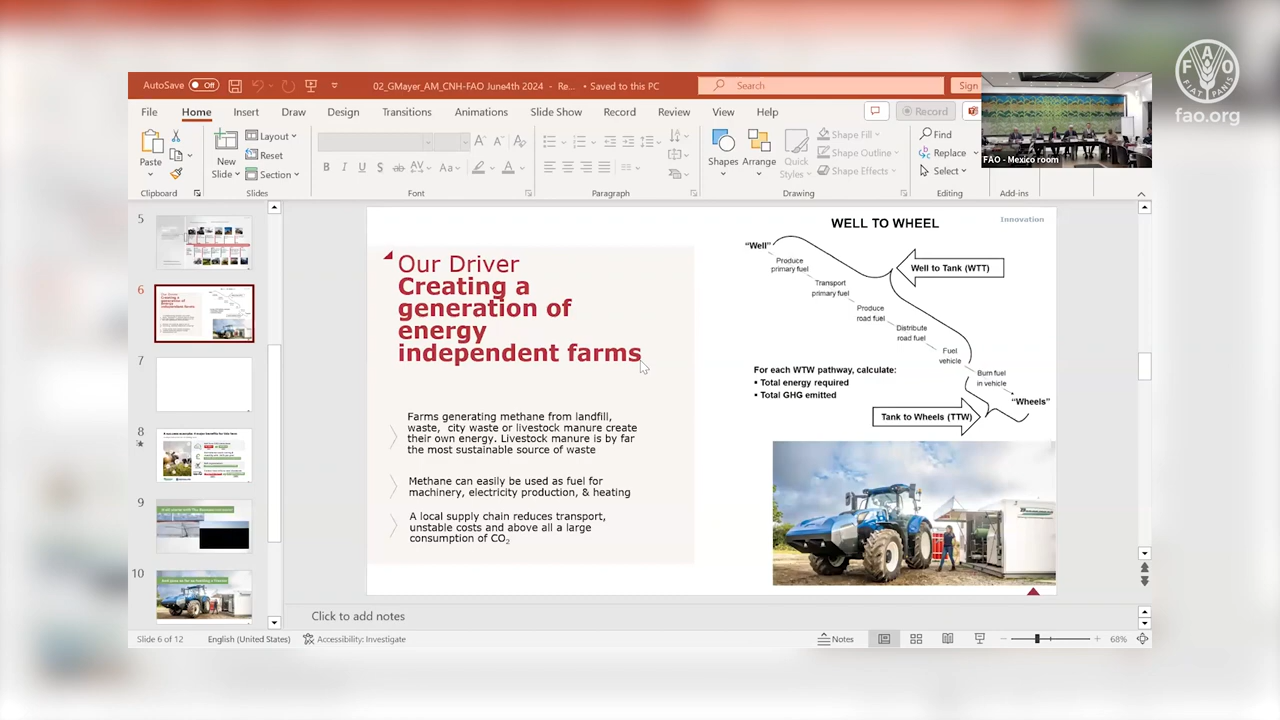 FAO
FIAT PANIS
fao.org
AutoSave Off
02_GMayer_AM_CNH-FAO June4th 2024 - Re... • Saved to this PC
Search
Sign
File Home Insert Draw Design Transitions Animations Slide Show Record Review View Help
Record
FAO - Mexico room
Paste
New
Slide
Layout
Reset
Section
Shapes
Arrange
Quick
Styles
Shape Fill
Shape Outline
Shape Effects
Find
Replace
Select
Clipboard
Slides
Font
Paragraph
Drawing
Editing
Add-ins
5
6
7
8
9
10
Our Driver
Creating a
generation of
energy
independent farms
Farms generating methane from landfill,
waste, city waste or livestock manure create
their own energy. Livestock manure is by far
the most sustainable source of waste
Methane can easily be used as fuel for
machinery, electricity production, & heating
A local supply chain reduces transport,
unstable costs and above all a large
consumption of CO₂
Innovation
WELL TO WHEEL
“Well”
Produce
primary fuel
Transport
primary fuel
Produce
road fuel
Distribute
road fuel
Fuel
vehicle
Burn fuel
in vehicle
“Wheels”
Well to Tank (WTT)
For each WTW pathway, calculate:
• Total energy required
• Total GHG emitted
Tank to Wheels (TTW)
Click to add notes
Slide 6 of 12
English (United States)
Accessibility: Investigate
Notes
68%